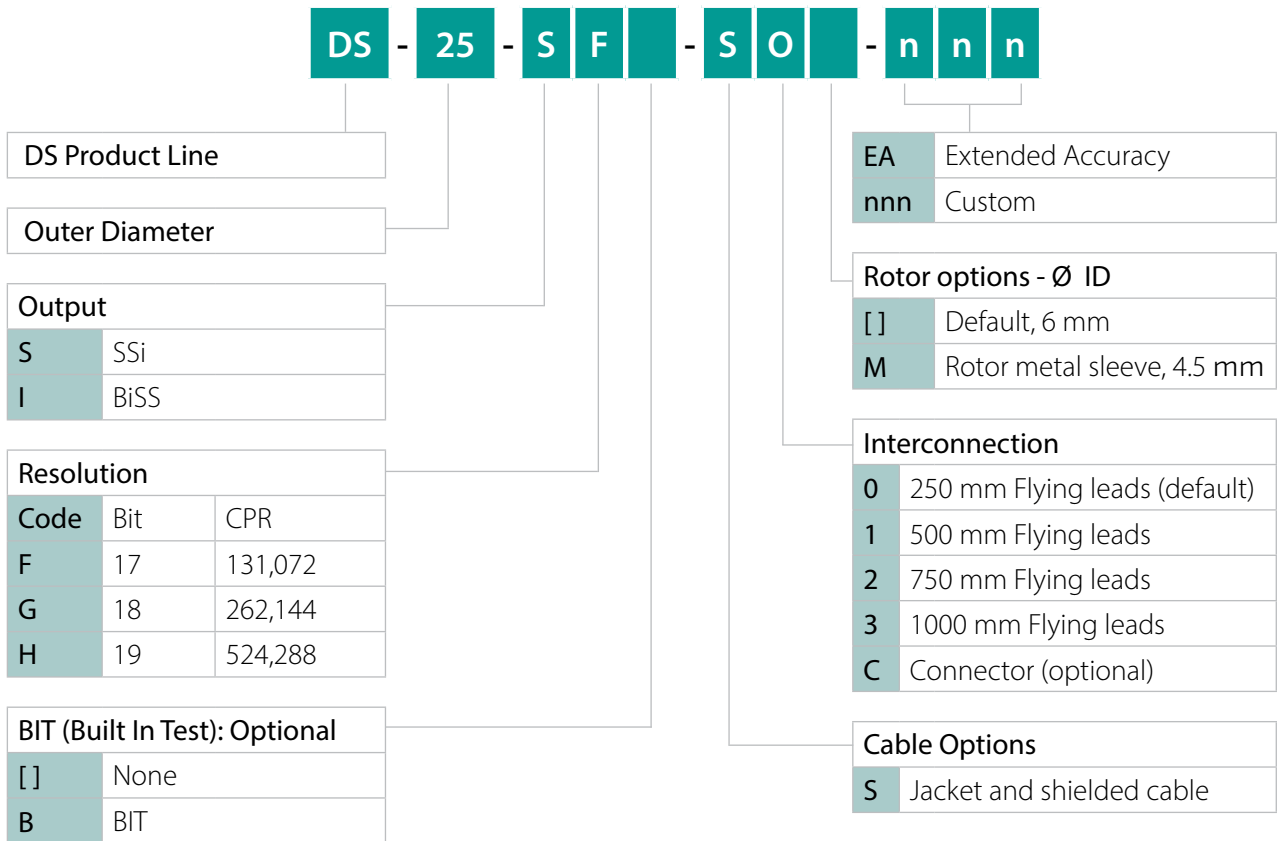 DS - 25 - S F - S O - n n n
DS Product Line
Outer Diameter
Output
S SSi
I BiSS
Resolution
Code Bit CPR
F 17 131,072
G 18 262,144
H 19 524,288
BIT (Built In Test): Optional
[ ] None
B BIT
EA Extended Accuracy
nnn Custom
Rotor options - Ø ID
[ ] Default, 6 mm
M Rotor metal sleeve, 4.5 mm
Interconnection
0 250 mm Flying leads (default)
1 500 mm Flying leads
2 750 mm Flying leads
3 1000 mm Flying leads
C Connector (optional)
Cable Options
S Jacket and shielded cable